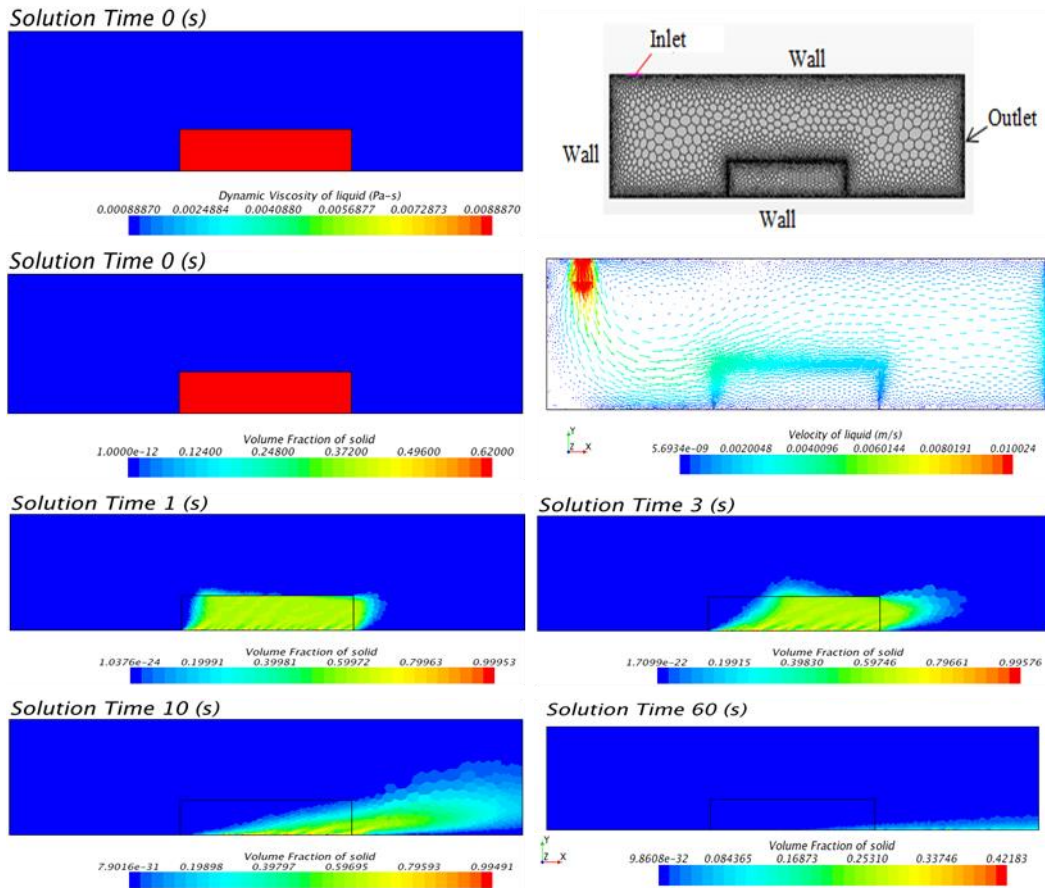 Solution Time 0 (s)
Dynamic Viscosity of liquid (Pa-s)
0.00088870 0.0024884 0.0040880 0.0056877 0.0072873 0.0088870
Inlet
Wall
Outlet
Wall
Wall
Solution Time 0 (s)
Volume Fraction of solid
1.0000e-12 0.12400 0.24800 0.37200 0.49600 0.62000
Y
Z X
Velocity of liquid (m/s)
5.6934e-09 0.0020048 0.0040096 0.0060144 0.0080191 0.010024
Solution Time 1 (s)
Volume Fraction of solid
1.0376e-24 0.19991 0.39981 0.59972 0.79963 0.99953
Solution Time 3 (s)
Volume Fraction of solid
1.7099e-22 0.19915 0.39830 0.59746 0.79661 0.99576
Solution Time 10 (s)
Volume Fraction of solid
7.9016e-31 0.19898 0.39797 0.59695 0.79593 0.99491
Solution Time 60 (s)
Y
Z X
Volume Fraction of solid
9.8608e-32 0.084365 0.16873 0.25310 0.33746 0.42183